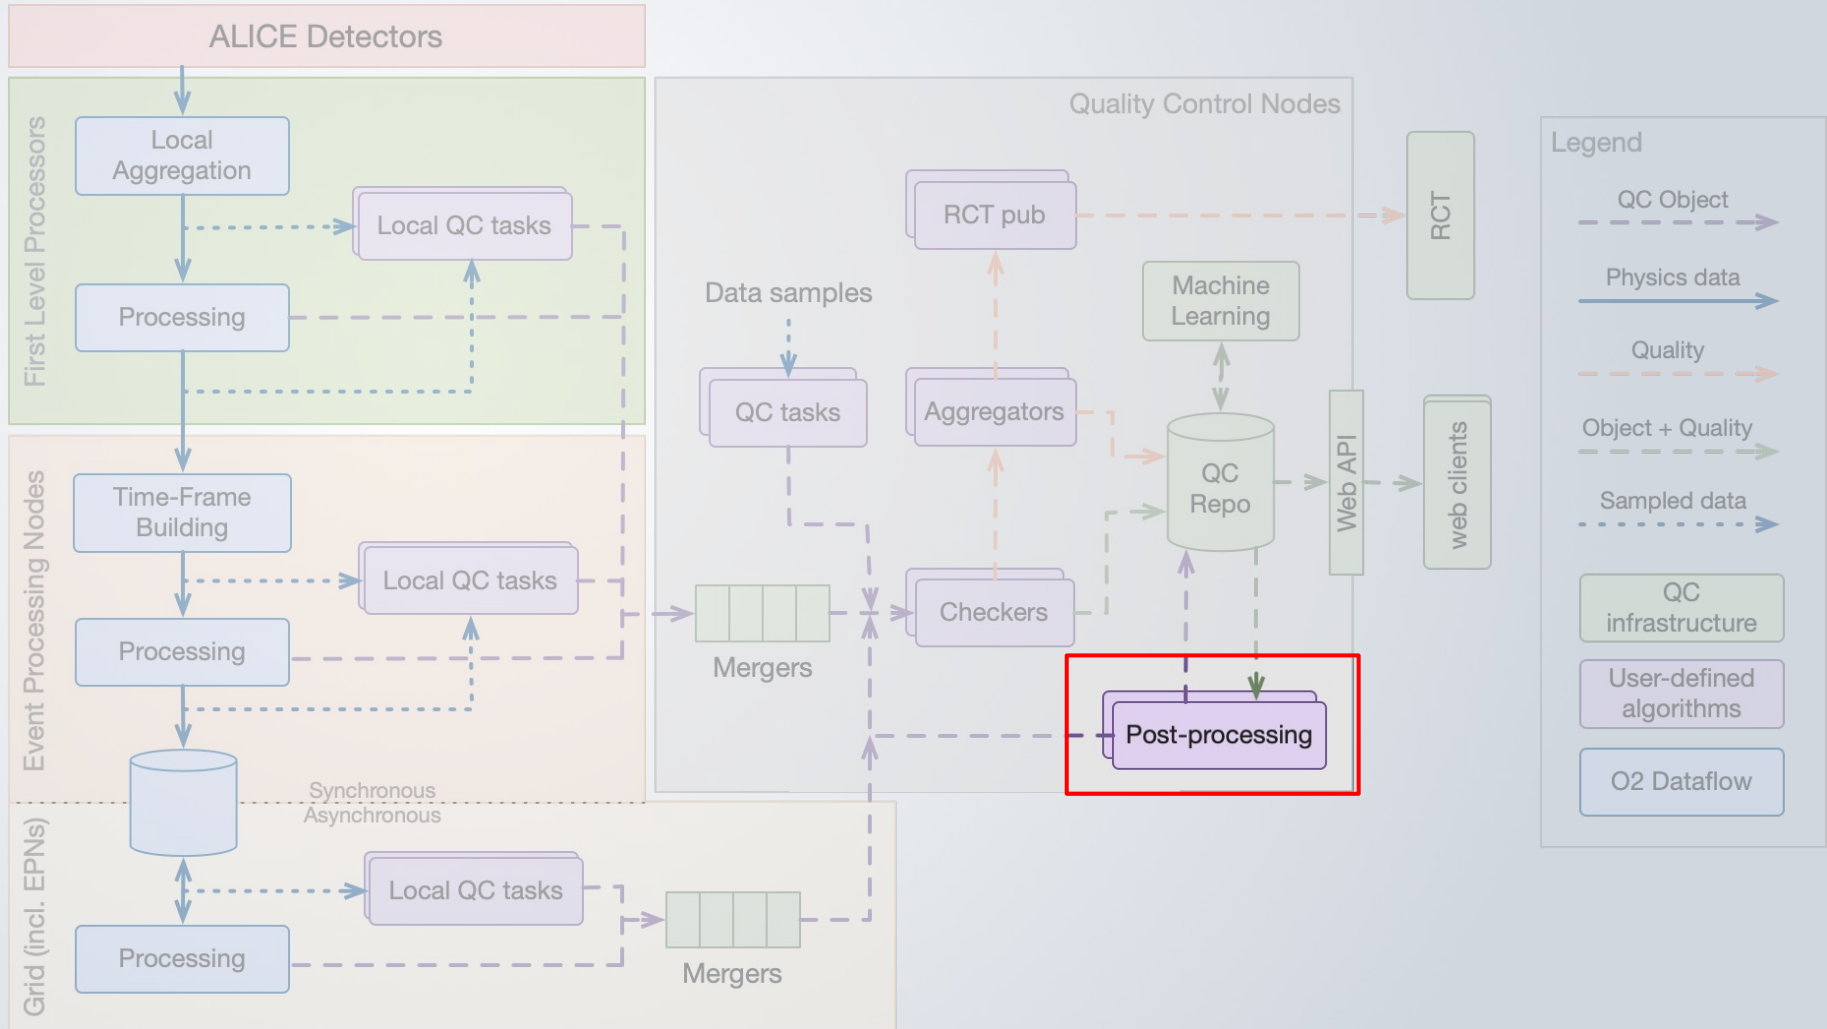 ALICE Detectors
First Level Processors
Local
Aggregation
Local QC tasks
Processing
Event Processing Nodes
Time-Frame
Building
Local QC tasks
Processing
Synchronous
Asynchronous
Grid (incl. EPNs)
Local QC tasks
Processing
Mergers
Quality Control Nodes
RCT pub
RCT
Data samples
Machine
Learning
QC tasks
Aggregators
QC
Repo
Web API
web clients
Checkers
Mergers
Post-processing
Legend
QC Object
Physics data
Quality
Object + Quality
Sampled data
QC
infrastructure
User-defined
algorithms
O2 Dataflow